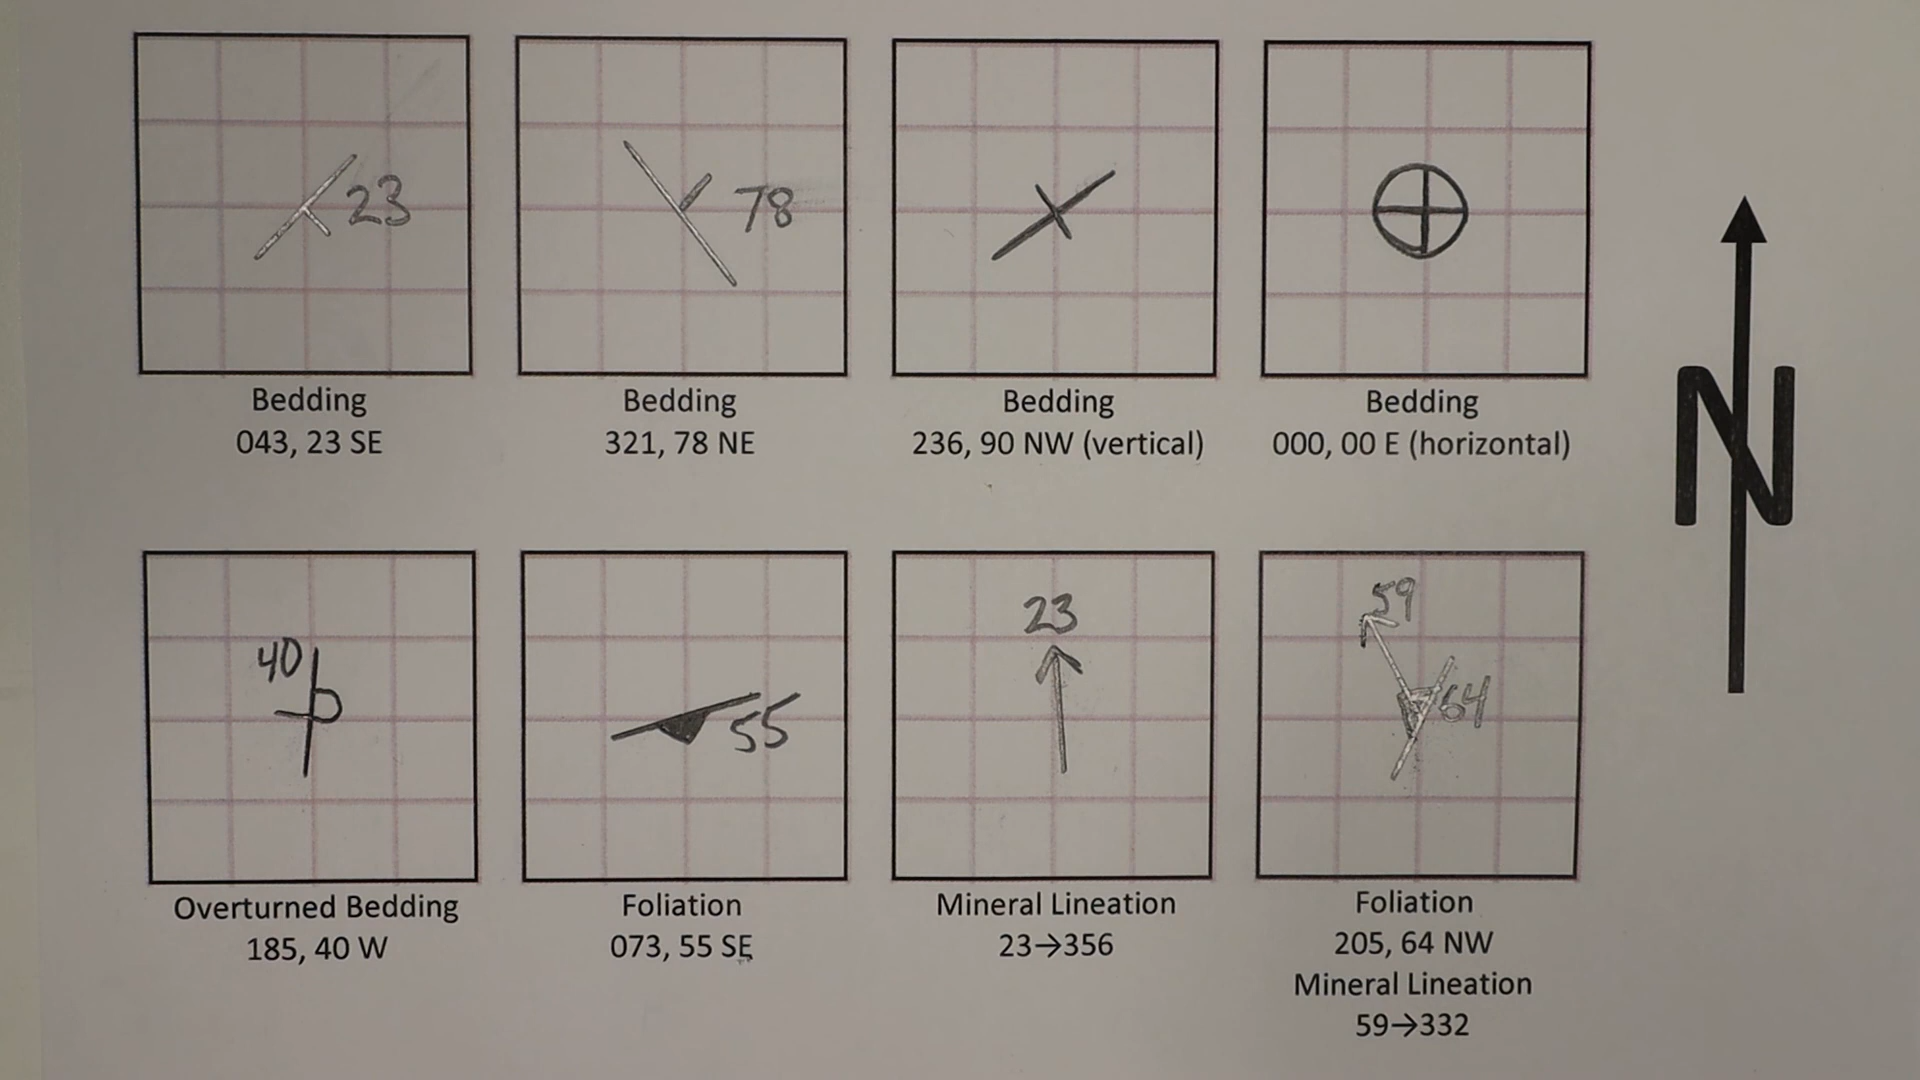 23
78
Bedding
043, 23 SE
Bedding
321, 78 NE
Bedding
236, 90 NW (vertical)
Bedding
000, 00 E (horizontal)
N
40
55
23
59
64
Overturned Bedding
185, 40 W
Foliation
073, 55 SE
Mineral Lineation
23→356
Foliation
205, 64 NW
Mineral Lineation
59→332